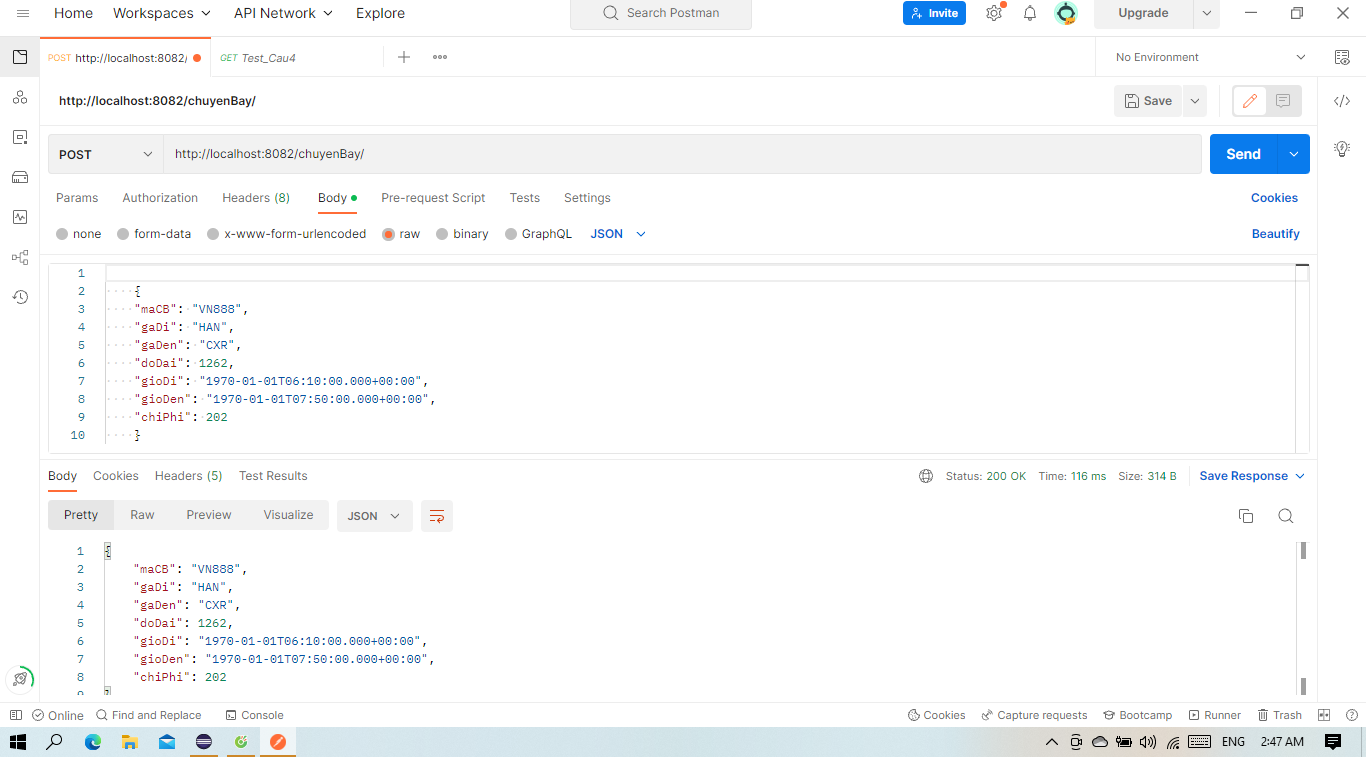 Home Workspaces API Network Explore Search Postman Invite Upgrade
POST http://localhost:8082/ GET Test_Cau4 No Environment
http://localhost:8082/chuyenBay/ Save
POST http://localhost:8082/chuyenBay/ Send
Params Authorization Headers (8) Body Pre-request Script Tests Settings Cookies
none form-data x-www-form-urlencoded raw binary GraphQL JSON Beautify
1
2 {
3 "maCB": "VN888",
4 "gaDi": "HAN",
5 "gaDen": "CXR",
6 "doDai": 1262,
7 "gioDi": "1970-01-01T06:10:00.000+00:00",
8 "gioDen": "1970-01-01T07:50:00.000+00:00",
9 "chiPhi": 202
10 }
Body Cookies Headers (5) Test Results Status: 200 OK Time: 116 ms Size: 314 B Save Response
Pretty Raw Preview Visualize JSON
1 {
2 "maCB": "VN888",
3 "gaDi": "HAN",
4 "gaDen": "CXR",
5 "doDai": 1262,
6 "gioDi": "1970-01-01T06:10:00.000+00:00",
7 "gioDen": "1970-01-01T07:50:00.000+00:00",
8 "chiPhi": 202
9 }
Online Find and Replace Console Cookies Capture requests Bootcamp Runner Trash
ENG 2:47 AM